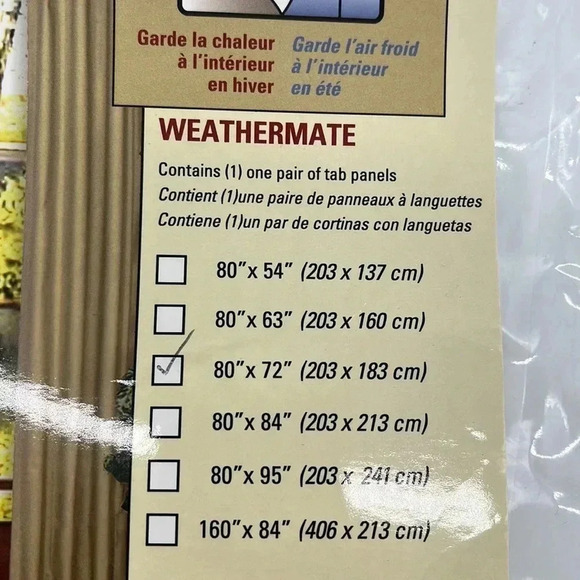 Garde la chaleur
à l'intérieur
en hiver
Garde l'air froid
à l'intérieur
en été
WEATHERMATE
Contains (1) one pair of tab panels
Contient (1)une paire de panneaux à languettes
Contiene (1)un par de cortinas con languetas
80"x 54" (203 x 137 cm)
80"x 63" (203 x 160 cm)
80"x 72" (203 x 183 cm)
80"x 84" (203 x 213 cm)
80"x 95" (203 x 241 cm)
160"x 84" (406 x 213 cm)